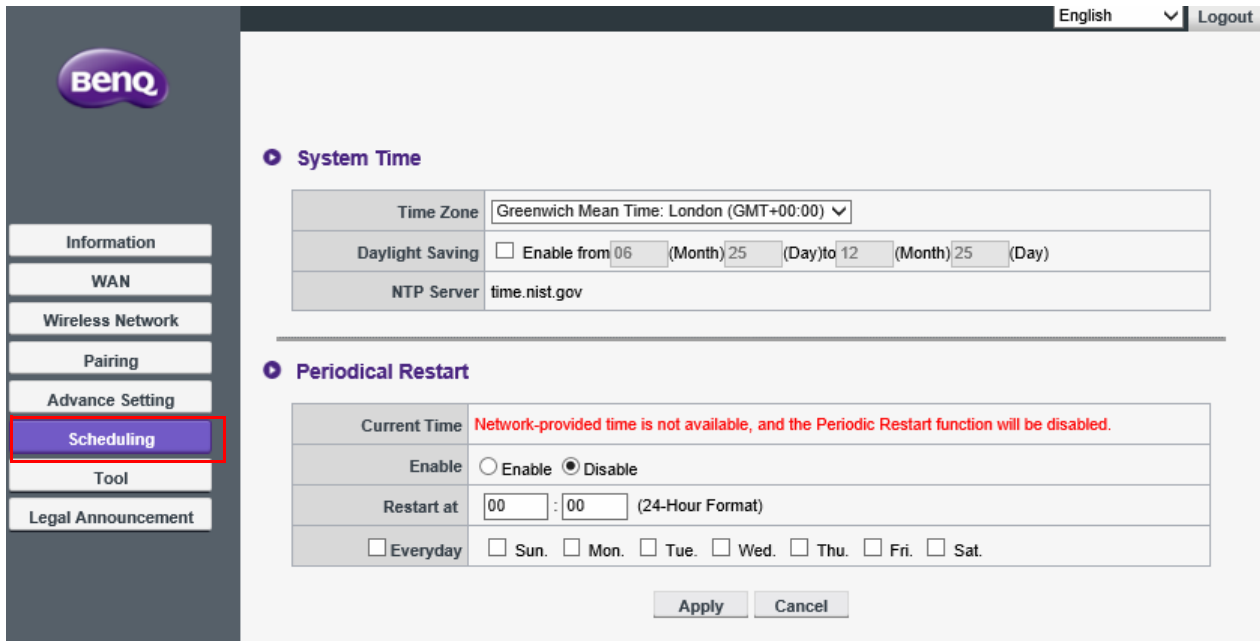 English Logout
BenQ
System Time
Time Zone Greenwich Mean Time: London (GMT+00:00)
Daylight Saving Enable from 06 (Month) 25 (Day)to 12 (Month) 25 (Day)
NTP Server time.nist.gov
Information
WAN
Wireless Network
Pairing
Advance Setting
Scheduling
Tool
Legal Announcement
Periodical Restart
Current Time Network-provided time is not available, and the Periodic Restart function will be disabled.
Enable Enable Disable
Restart at 00 : 00 (24-Hour Format)
Everyday Sun. Mon. Tue. Wed. Thu. Fri. Sat.
Apply Cancel